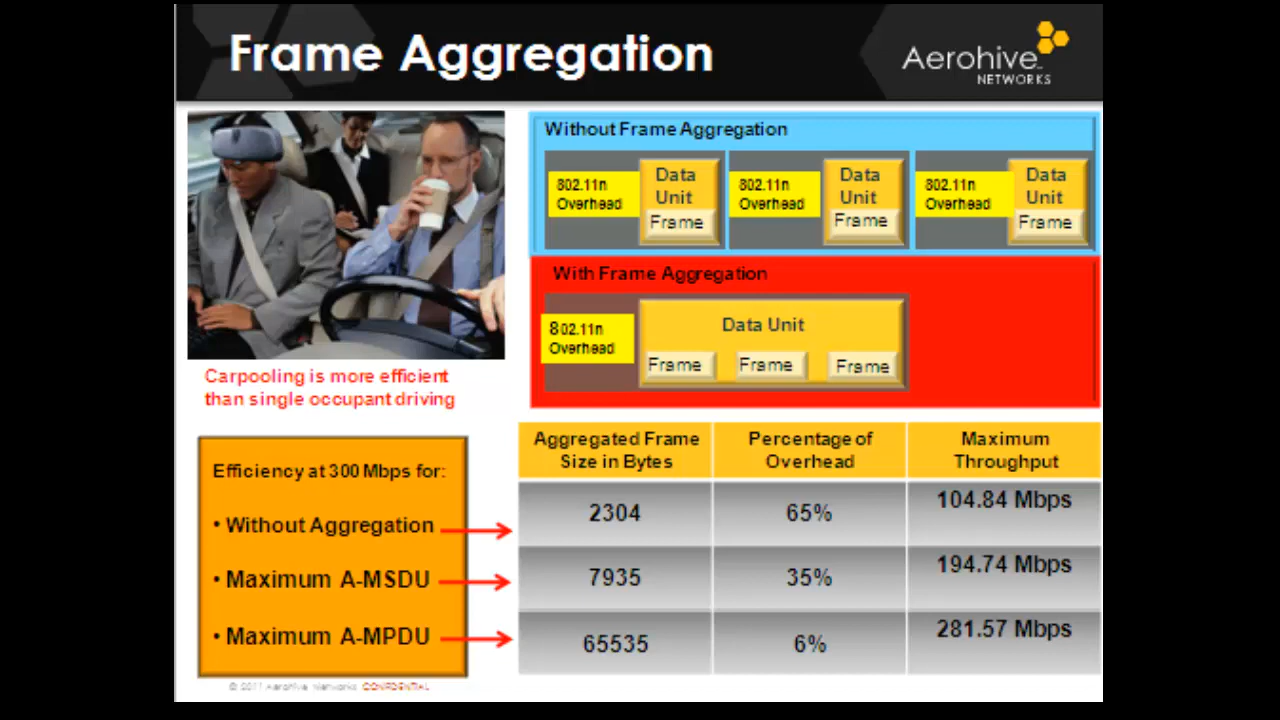 Frame Aggregation
Aerohive
NETWORKS
Without Frame Aggregation
802.11n
Overhead
Data
Unit
Frame
802.11n
Overhead
Data
Unit
Frame
802.11n
Overhead
Data
Unit
Frame
With Frame Aggregation
802.11n
Overhead
Data Unit
Frame
Frame
Frame
Carpooling is more efficient
than single occupant driving
Efficiency at 300 Mbps for:
• Without Aggregation
• Maximum A-MSDU
• Maximum A-MPDU
Aggregated Frame
Size in Bytes
Percentage of
Overhead
Maximum
Throughput
2304 65% 104.84 Mbps
7935 35% 194.74 Mbps
65535 6% 281.57 Mbps
© 2011 Aerohive Networks CONFIDENTIAL